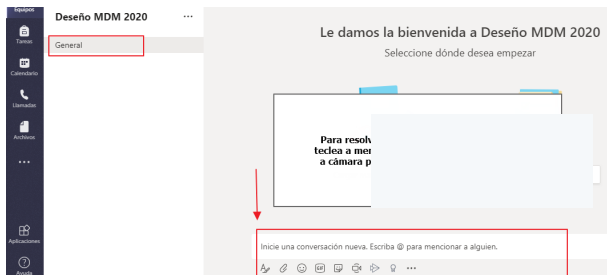 Equipos
Tareas
Calendario
Llamadas
Archivos
Aplicaciones
Ayuda
Deseño MDM 2020
General
Le damos la bienvenida a Deseño MDM 2020
Seleccione dónde desea empezar
Para resolv
teclea a mer
a cámara p
Inicie una conversación nueva. Escriba @ para mencionar a alguien.
GIF